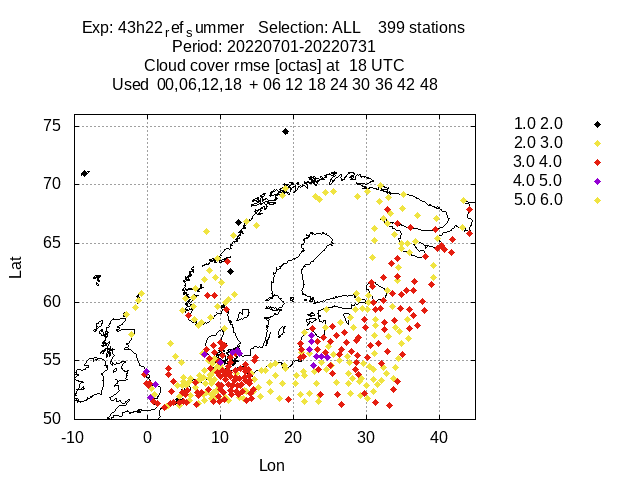 Exp: 43h22_ref_summer   Selection: ALL    399 stations
Period: 20220701-20220731
Cloud cover rmse [octas] at  18 UTC
Used  00,06,12,18  + 06 12 18 24 30 36 42 48
75
70
65
60
55
50
Lat
-10 0 10 20 30 40
Lon
1.0 2.0
2.0 3.0
3.0 4.0
4.0 5.0
5.0 6.0